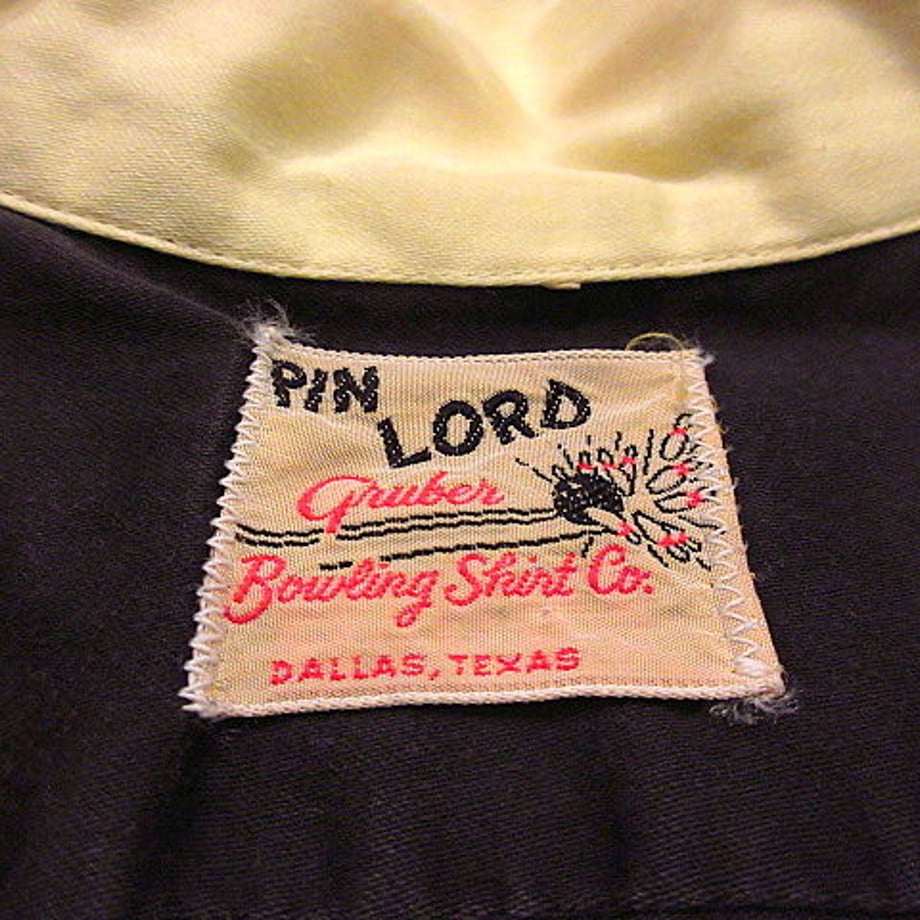 PIN
LORD
Gruber
Bowling Shirt Co.
DALLAS, TEXAS